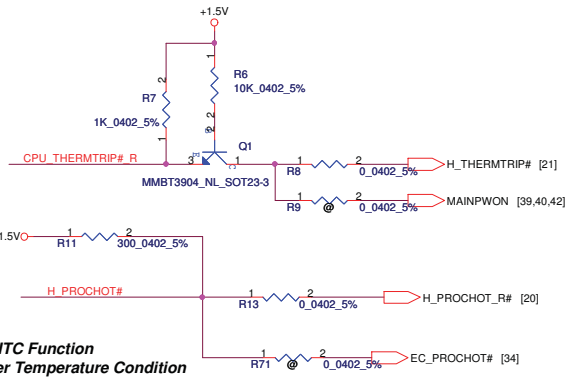 +1.5V
1
2
R6
10K_0402_5%
R7
1K_0402_5%
2
1
2
Q1
CPU_THERMTRIP#_R
3
1
MMBT3904_NL_SOT23-3
1
2
R8
0_0402_5%
H_THERMTRIP# [21]
1
2
R9
@
0_0402_5%
MAINPWON [39,40,42]
1.5V
1
2
R11
300_0402_5%
H_PROCHOT#
1
2
R13
0_0402_5%
H_PROCHOT_R# [20]
1
2
R71
@
0_0402_5%
EC_PROCHOT# [34]
ITC Function
er Temperature Condition